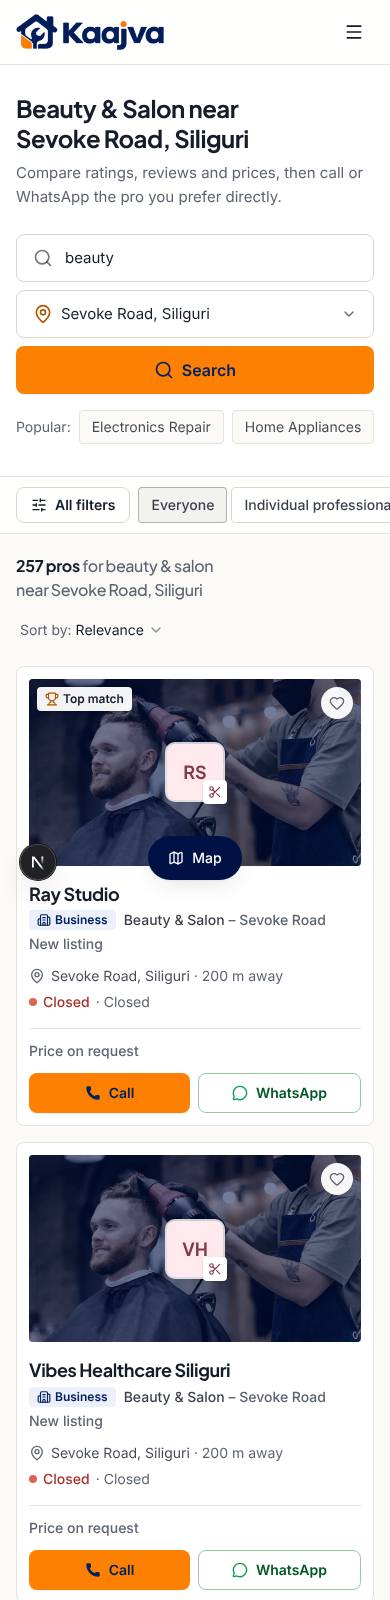 Kaajva
Beauty & Salon near
Sevoke Road, Siliguri
Compare ratings, reviews and prices, then call or
WhatsApp the pro you prefer directly.
beauty
Sevoke Road, Siliguri
Search
Popular: Electronics Repair Home Appliances
All filters Everyone Individual professiona
257 pros for beauty & salon
near Sevoke Road, Siliguri
Sort by: Relevance
Top match
RS
N
Map
Ray Studio
Business Beauty & Salon – Sevoke Road
New listing
Sevoke Road, Siliguri · 200 m away
Closed · Closed
Price on request
Call WhatsApp
VH
Vibes Healthcare Siliguri
Business Beauty & Salon – Sevoke Road
New listing
Sevoke Road, Siliguri · 200 m away
Closed · Closed
Price on request
Call WhatsApp